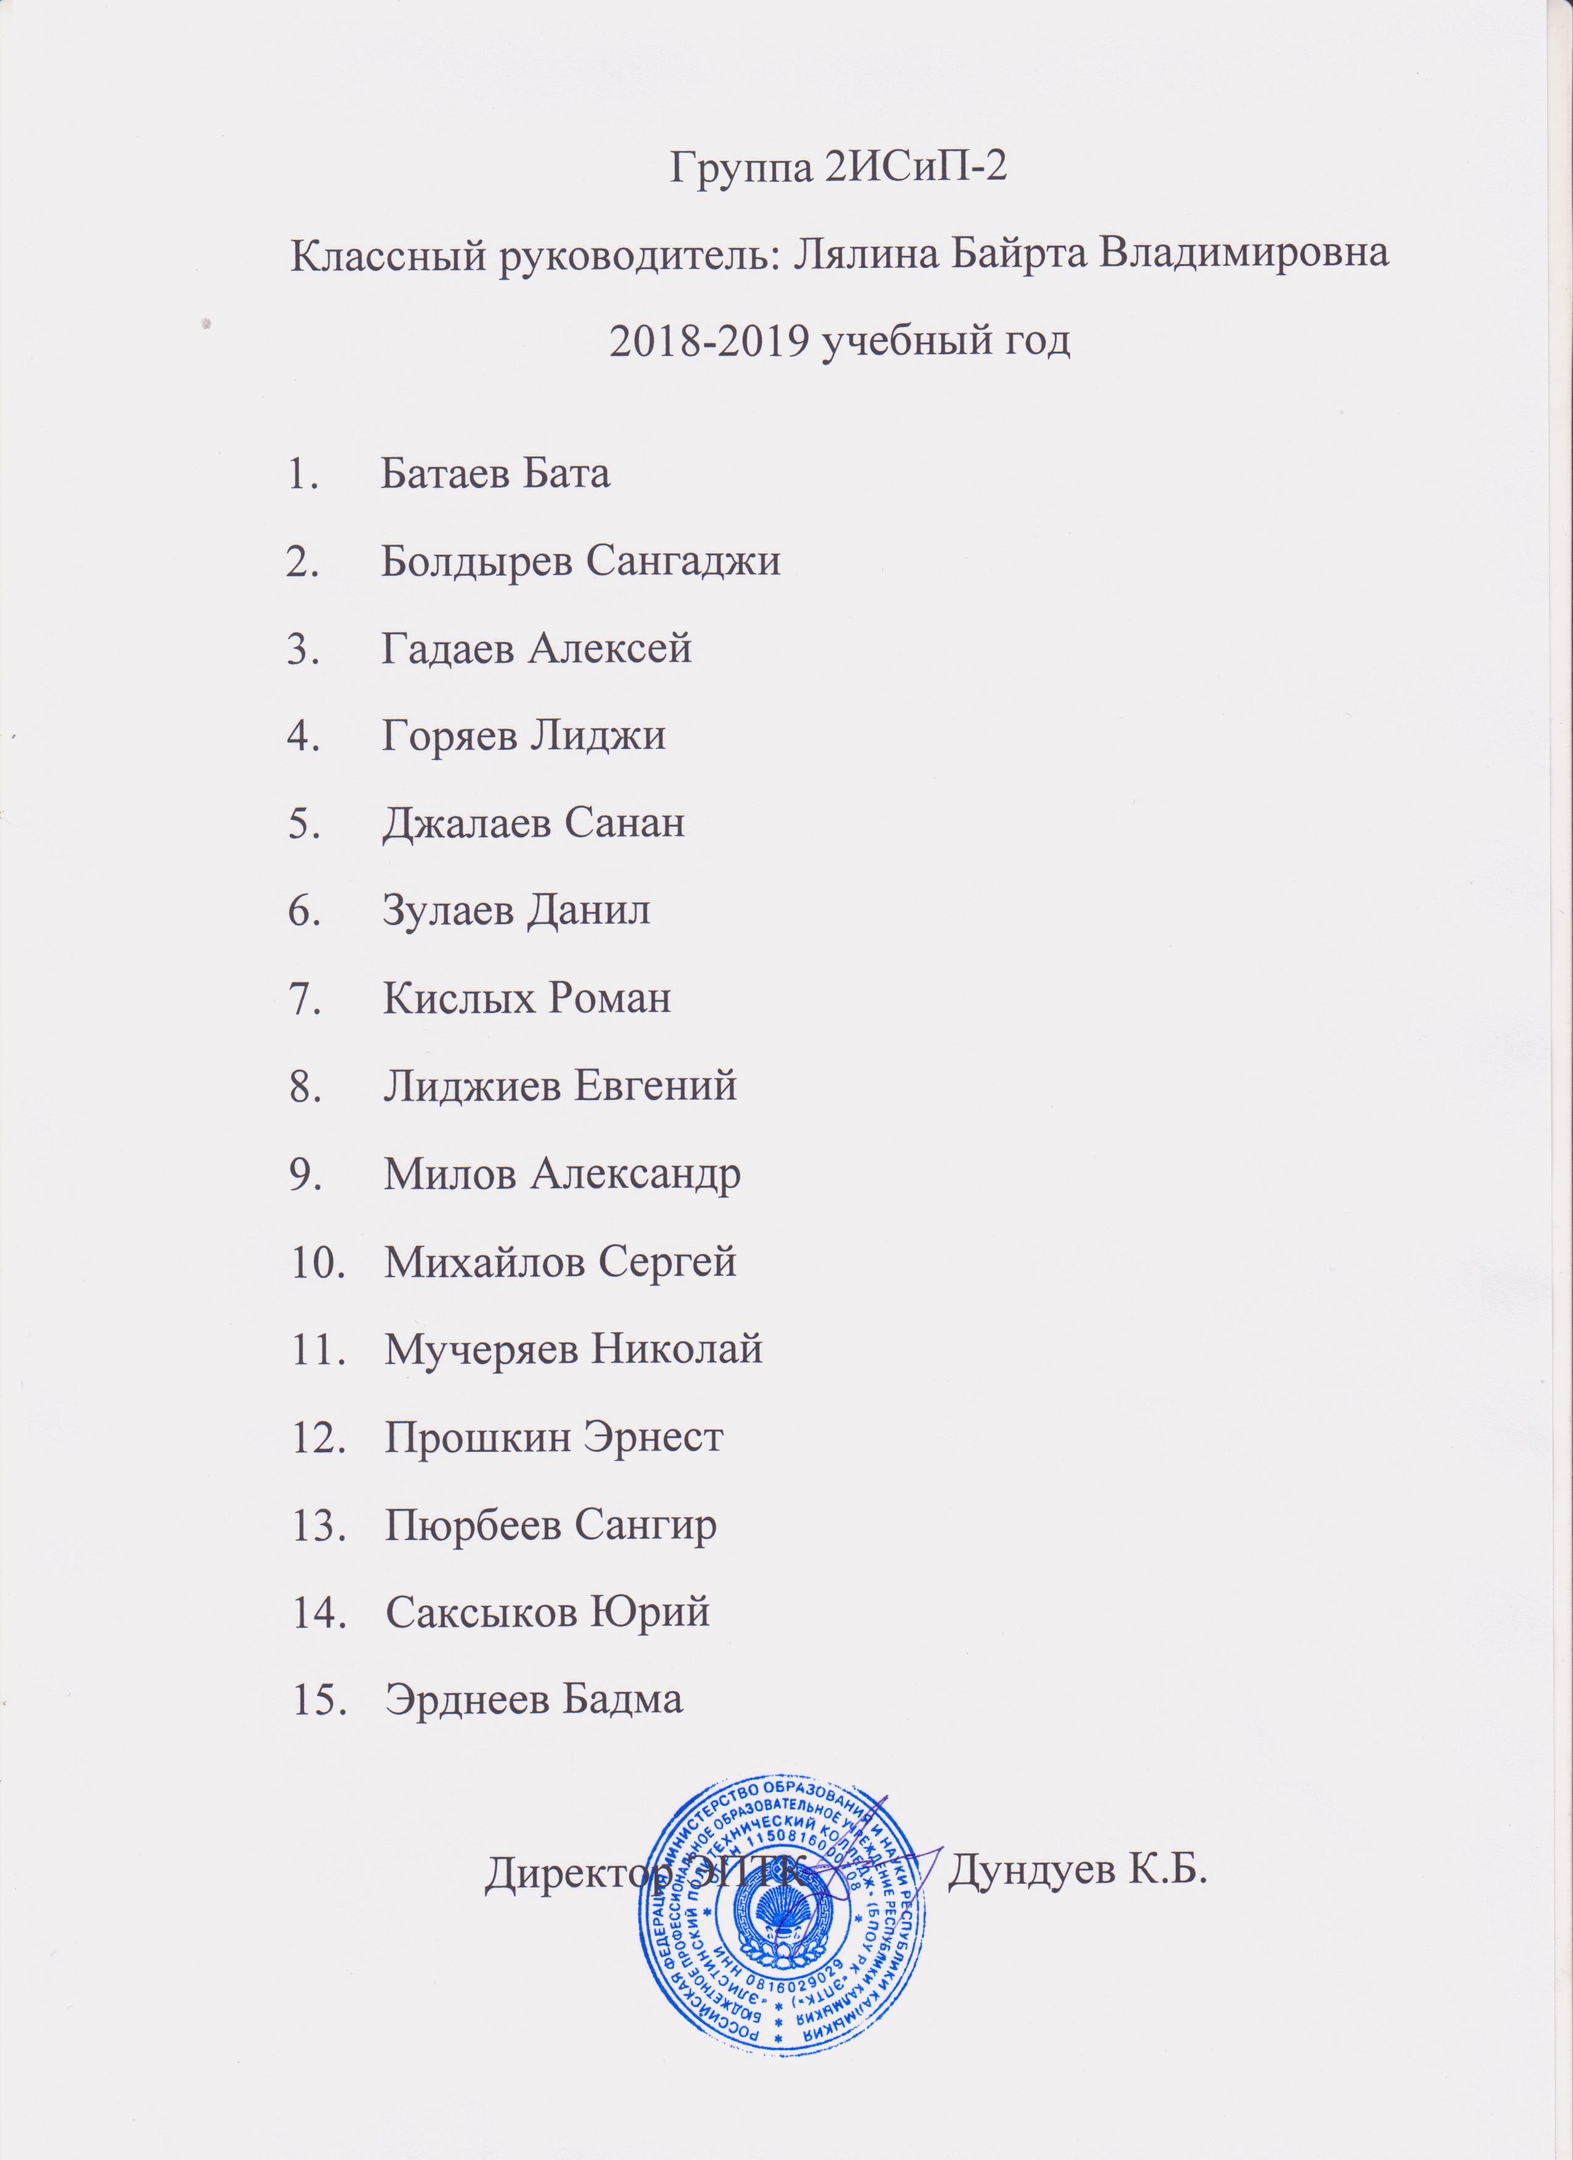 Группа 2ИСиП-2
Классный руководитель: Лялина Байрта Владимировна
2018-2019 учебный год
1. Батаев Бата
2. Болдырев Сангаджи
3. Гадаев Алексей
4. Горяев Лиджи
5. Джалаев Санан
6. Зулаев Данил
7. Кислых Роман
8. Лиджиев Евгений
9. Милов Александр
10. Михайлов Сергей
11. Мучеряев Николай
12. Прошкин Эрнест
13. Пюрбеев Сангир
14. Саксыков Юрий
15. Эрднеев Бадма
Директор ЭПТК Дундуев К.Б.
РОССИЙСКАЯ ФЕДЕРАЦИЯ МИНИСТЕРСТВО ОБРАЗОВАНИЯ И НАУКИ РЕСПУБЛИКИ КАЛМЫКИЯ
БЮДЖЕТНОЕ ПРОФЕССИОНАЛЬНОЕ ОБРАЗОВАТЕЛЬНОЕ УЧРЕЖДЕНИЕ РЕСПУБЛИКИ КАЛМЫКИЯ
«ЭЛИСТИНСКИЙ ПОЛИТЕХНИЧЕСКИЙ КОЛЛЕДЖ» (БПОУ РК «ЭПТК»)
ИНН 0816029029